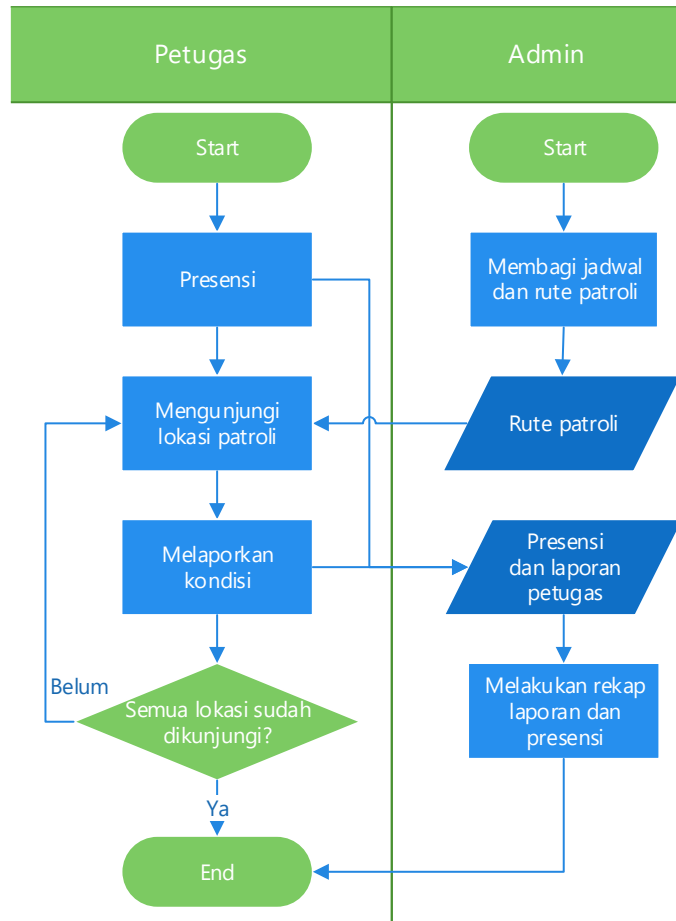 Petugas
Admin
Start
Start
Presensi
Membagi jadwal
dan rute patroli
Mengunjungi
lokasi patroli
Rute patroli
Melaporkan
kondisi
Presensi
dan laporan
petugas
Belum
Semua lokasi sudah
dikunjungi?
Melakukan rekap
laporan dan
presensi
Ya
End